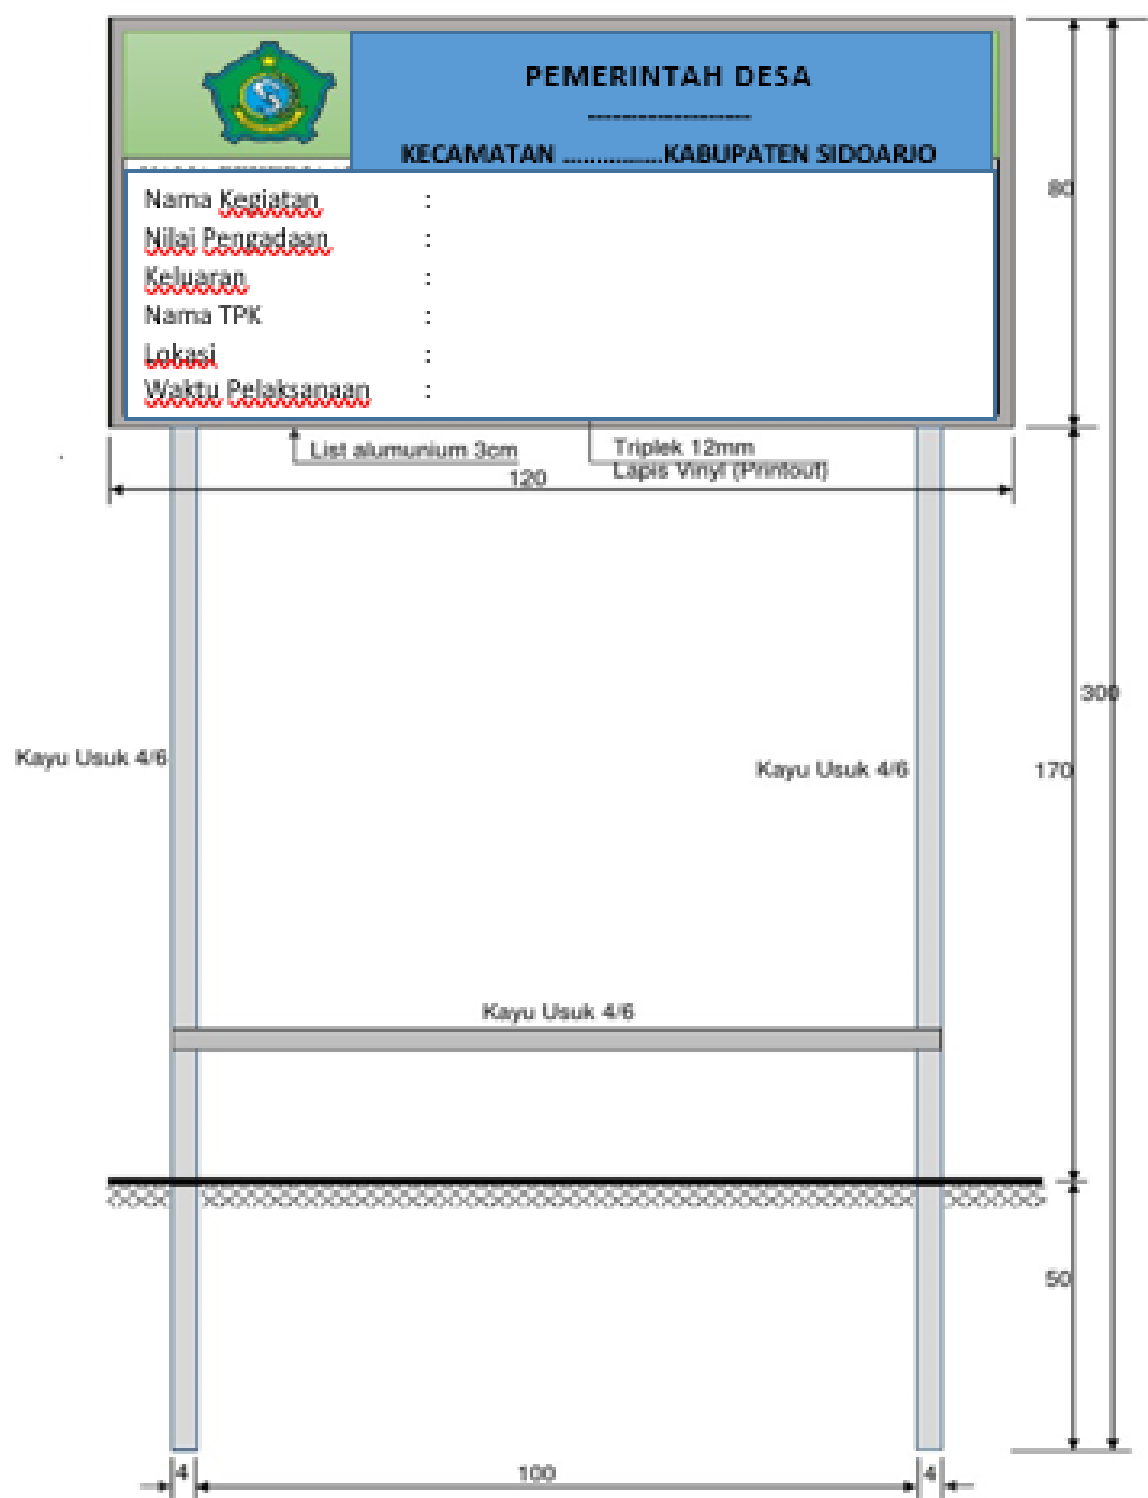 PEMERINTAH DESA
-------------------
KECAMATAN ...............KABUPATEN SIDOARJO
Nama Kegiatan :
Nilai Pengadaan :
Keluaran :
Nama TPK :
Lokasi :
Waktu Pelaksanaan :
80
List alumunium 3cm
Triplek 12mm
Lapis Vinyl (Printout)
120
300
Kayu Usuk 4/6
Kayu Usuk 4/6
170
Kayu Usuk 4/6
50
4
100
4